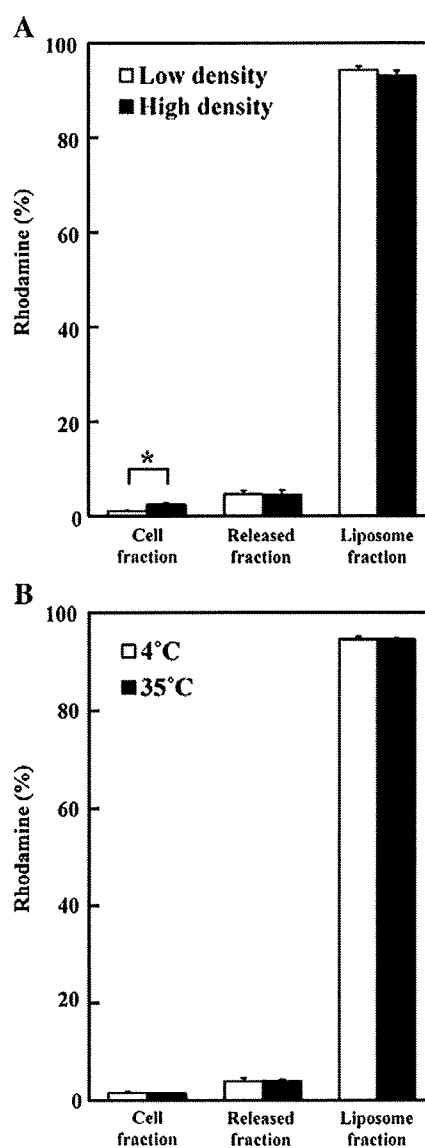 A
100
Low density
High density
80
60
40
20
0
Rhodamine (%)
*
Cell fraction
Released fraction
Liposome fraction
B
100
4°C
35°C
80
60
40
20
0
Rhodamine (%)
Cell fraction
Released fraction
Liposome fraction